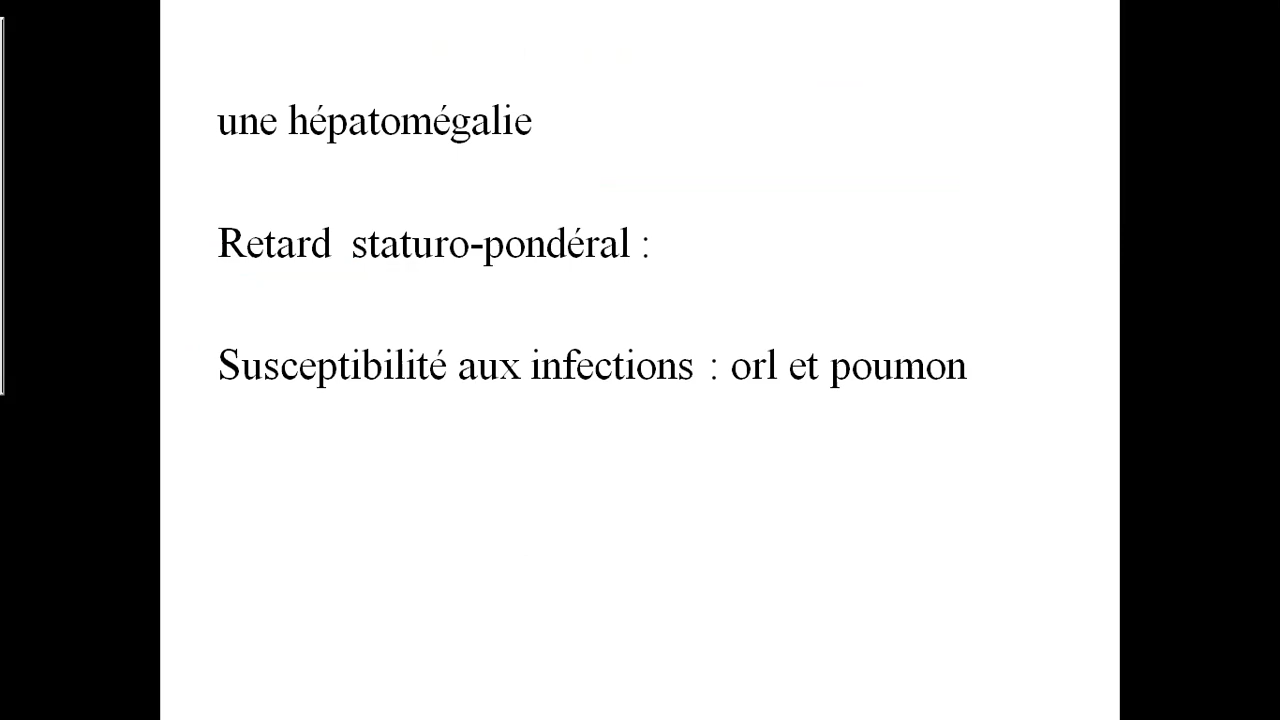 une hépatomégalie
Retard staturo-pondéral :
Susceptibilité aux infections : orl et poumon